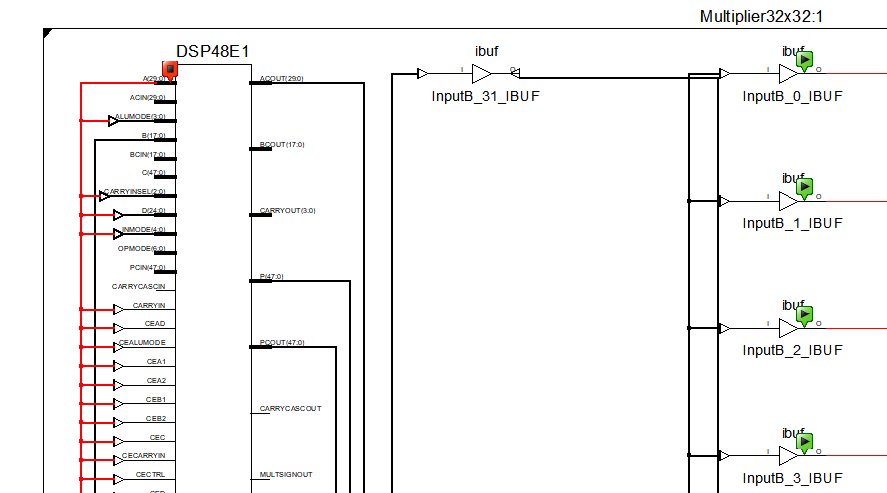 Multiplier32x32:1
DSP48E1
A(29:0)
ACIN(29:0)
ALUMODE(3:0)
B(17:0)
BCIN(17:0)
C(47:0)
CARRYINSEL(2:0)
D(24:0)
INMODE(4:0)
OPMODE(6:0)
PCIN(47:0)
CARRYCASCIN
CARRYIN
CEAD
CEALUMODE
CEA1
CEA2
CEB1
CEB2
CEC
CECARRYIN
CECTRL
ACOUT(29:0)
BCOUT(17:0)
CARRYOUT(3:0)
P(47:0)
PCOUT(47:0)
CARRYCASCOUT
MULTSIGNOUT
ibuf
I O
InputB_31_IBUF
ibuf
I O
InputB_0_IBUF
ibuf
I O
InputB_1_IBUF
ibuf
I O
InputB_2_IBUF
ibuf
I O
InputB_3_IBUF